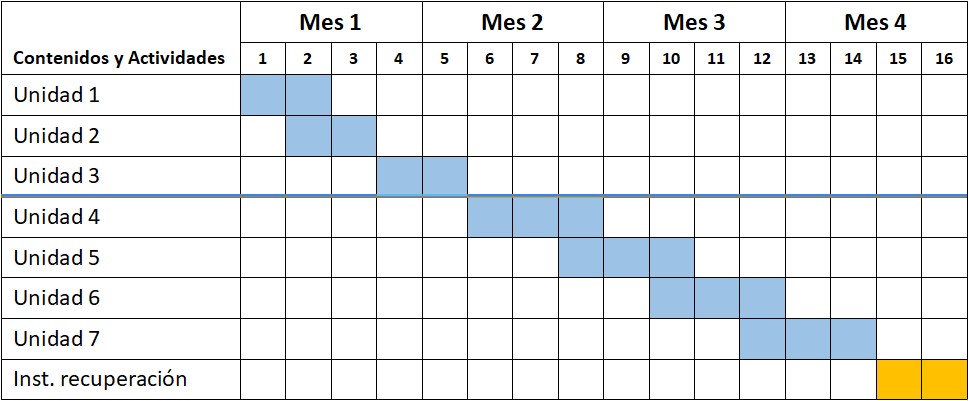 Mes 1 Mes 2 Mes 3 Mes 4
Contenidos y Actividades 1 2 3 4 5 6 7 8 9 10 11 12 13 14 15 16
Unidad 1
Unidad 2
Unidad 3
Unidad 4
Unidad 5
Unidad 6
Unidad 7
Inst. recuperación